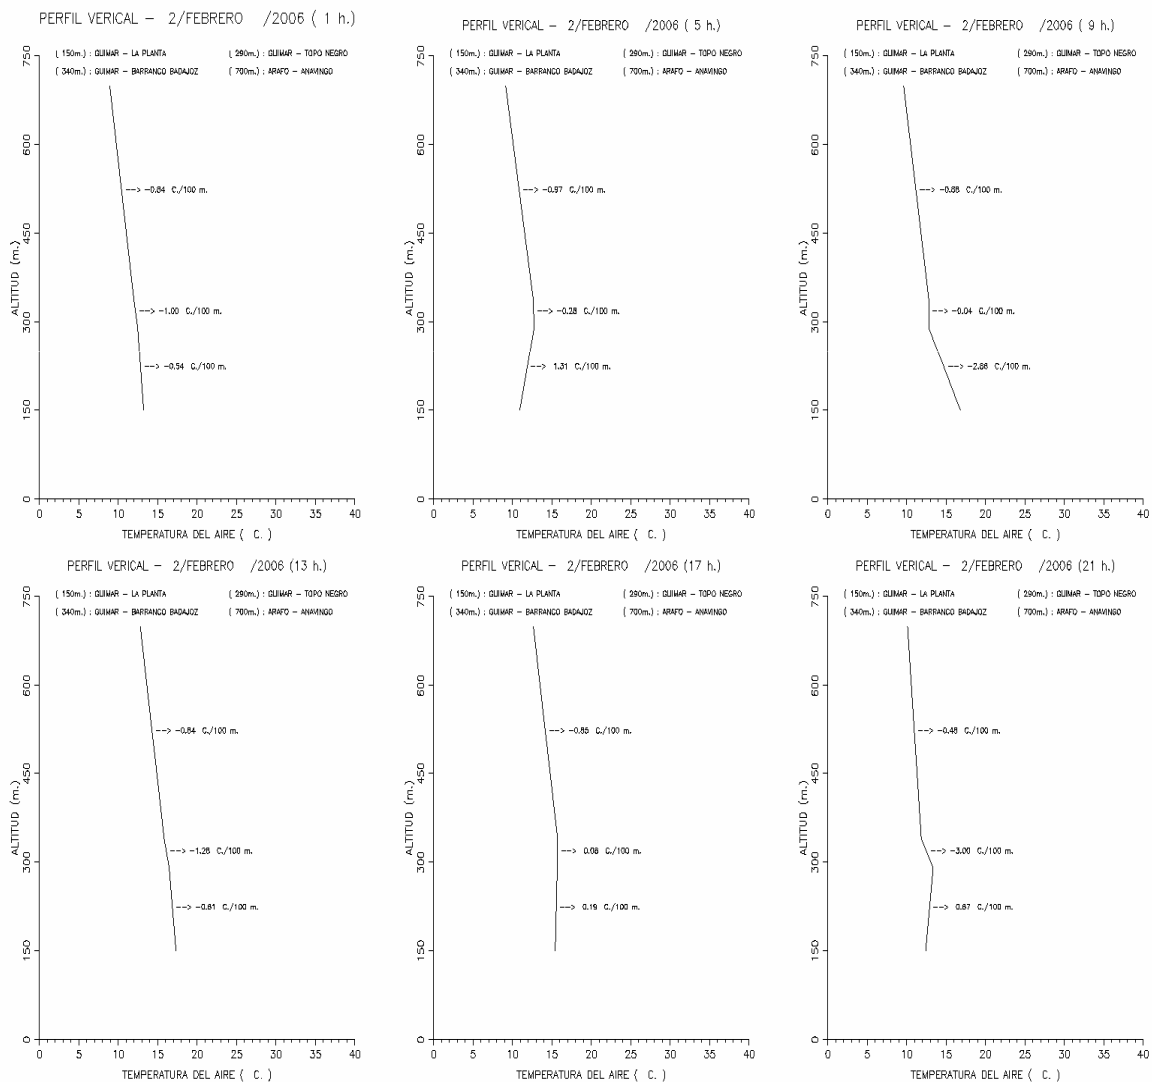 PERFIL VERICAL – 2/FEBRERO /2006 ( 1 h.)
( 150m.) : GUIMAR – LA PLANTA ( 290m.) : GUIMAR – TOPO NEGRO
( 340m.) : GUIMAR – BARRANCO BADAJOZ ( 700m.) : ARAFO – ANAVINGO
750
600
450
300
150
0
ALTITUD (m.)
--> -0.84 C./100 m.
--> -1.00 C./100 m.
--> -0.54 C./100 m.
0 5 10 15 20 25 30 35 40
TEMPERATURA DEL AIRE ( C. )
PERFIL VERICAL – 2/FEBRERO /2006 ( 5 h.)
( 150m.) : GUIMAR – LA PLANTA ( 290m.) : GUIMAR – TOPO NEGRO
( 340m.) : GUIMAR – BARRANCO BADAJOZ ( 700m.) : ARAFO – ANAVINGO
750
600
450
300
150
0
ALTITUD (m.)
--> -0.97 C./100 m.
--> -0.28 C./100 m.
--> 1.31 C./100 m.
0 5 10 15 20 25 30 35 40
TEMPERATURA DEL AIRE ( C. )
PERFIL VERICAL – 2/FEBRERO /2006 ( 9 h.)
( 150m.) : GUIMAR – LA PLANTA ( 290m.) : GUIMAR – TOPO NEGRO
( 340m.) : GUIMAR – BARRANCO BADAJOZ ( 700m.) : ARAFO – ANAVINGO
750
600
450
300
150
0
ALTITUD (m.)
--> -0.88 C./100 m.
--> -0.04 C./100 m.
--> -2.86 C./100 m.
0 5 10 15 20 25 30 35 40
TEMPERATURA DEL AIRE ( C. )
PERFIL VERICAL – 2/FEBRERO /2006 (13 h.)
( 150m.) : GUIMAR – LA PLANTA ( 290m.) : GUIMAR – TOPO NEGRO
( 340m.) : GUIMAR – BARRANCO BADAJOZ ( 700m.) : ARAFO – ANAVINGO
750
600
450
300
150
0
ALTITUD (m.)
--> -0.84 C./100 m.
--> -1.26 C./100 m.
--> -0.61 C./100 m.
0 5 10 15 20 25 30 35 40
TEMPERATURA DEL AIRE ( C. )
PERFIL VERICAL – 2/FEBRERO /2006 (17 h.)
( 150m.) : GUIMAR – LA PLANTA ( 290m.) : GUIMAR – TOPO NEGRO
( 340m.) : GUIMAR – BARRANCO BADAJOZ ( 700m.) : ARAFO – ANAVINGO
750
600
450
300
150
0
ALTITUD (m.)
--> -0.85 C./100 m.
--> C./100 m.
--> 0.19 C./100 m.
0 5 10 15 20 25 30 35 40
TEMPERATURA DEL AIRE ( C. )
PERFIL VERICAL – 2/FEBRERO /2006 (21 h.)
( 150m.) : GUIMAR – LA PLANTA ( 290m.) : GUIMAR – TOPO NEGRO
( 340m.) : GUIMAR – BARRANCO BADAJOZ ( 700m.) : ARAFO – ANAVINGO
750
600
450
300
150
0
ALTITUD (m.)
--> C./100 m.
--> C./100 m.
--> 0.67 C./100 m.
0 5 10 15 20 25 30 35 40
TEMPERATURA DEL AIRE ( C. )